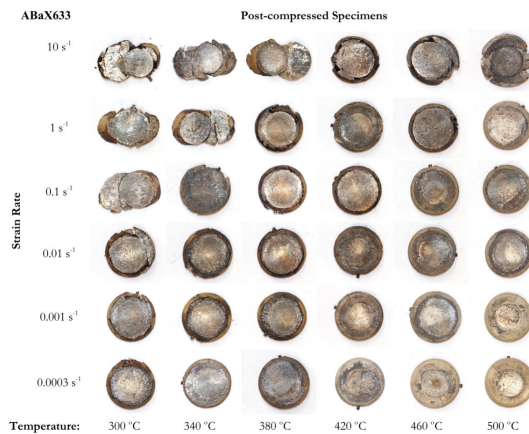 ABaX633 Post-compressed Specimens
10 s⁻¹
1 s⁻¹
0.1 s⁻¹
Strain Rate
0.01 s⁻¹
0.001 s⁻¹
0.0003 s⁻¹
Temperature: 300 °C 340 °C 380 °C 420 °C 460 °C 500 °C